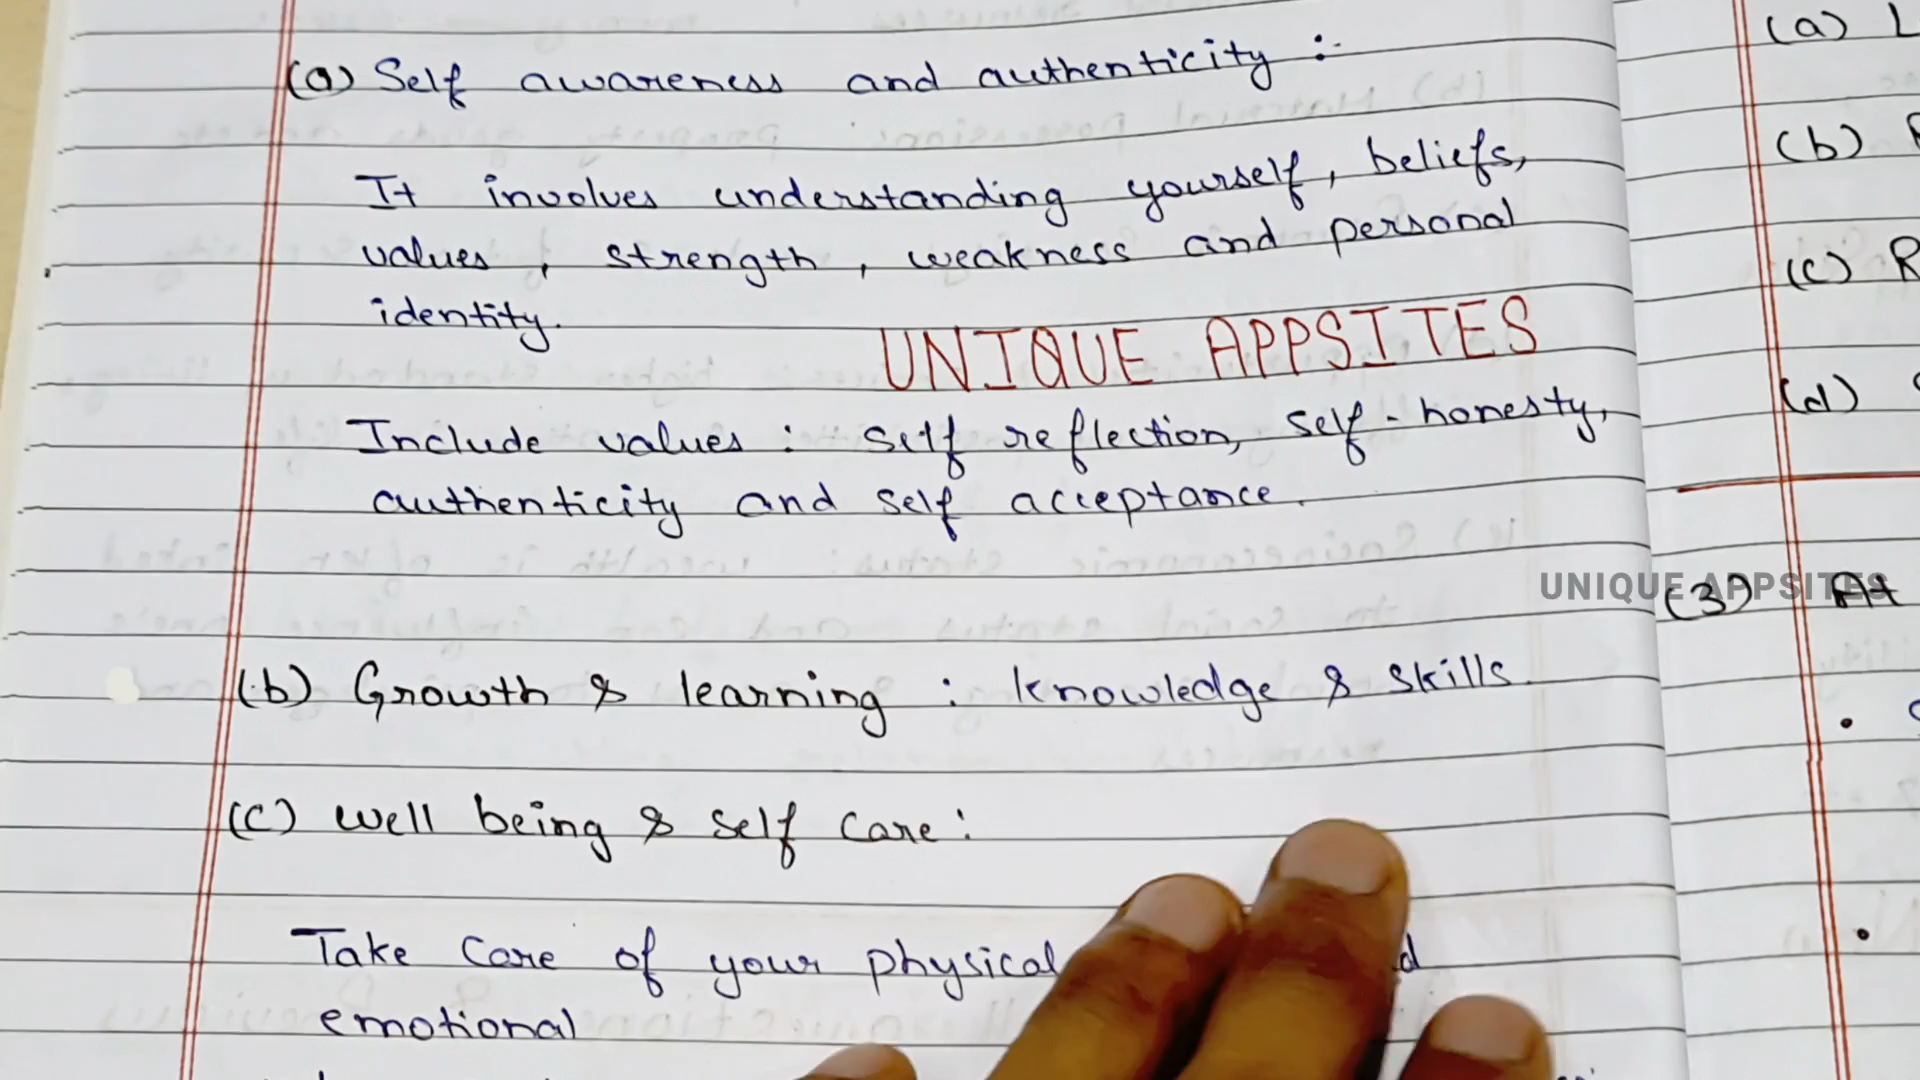 (a) Self awareness and authenticity :-
It involves understanding yourself, beliefs,
values , strength , weakness and personal
identity.
UNIQUE APPSITES
Include values : self reflection, self-honesty,
authenticity and self acceptance.
(b) Growth & learning : knowledge & skills.
(c) well being & self care :
Take care of your physical
emotional
(a) L
(b)
(c) R
(d)
UNIQUE APPSITES
(3) At